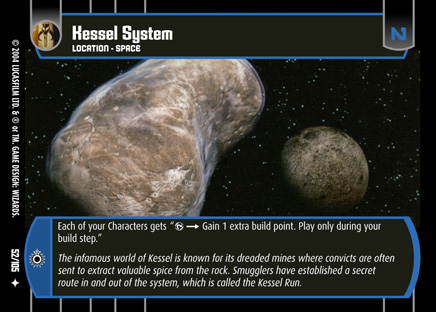 Kessel System
LOCATION - SPACE
© 2004 LUCASFILM LTD. & ® or TM. GAME DESIGN: WIZARDS.
52/105
Each of your Characters gets “ → Gain 1 extra build point. Play only during your
build step.”
The infamous world of Kessel is known for its dreaded mines where convicts are often
sent to extract valuable spice from the rock. Smugglers have established a secret
route in and out of the system, which is called the Kessel Run.